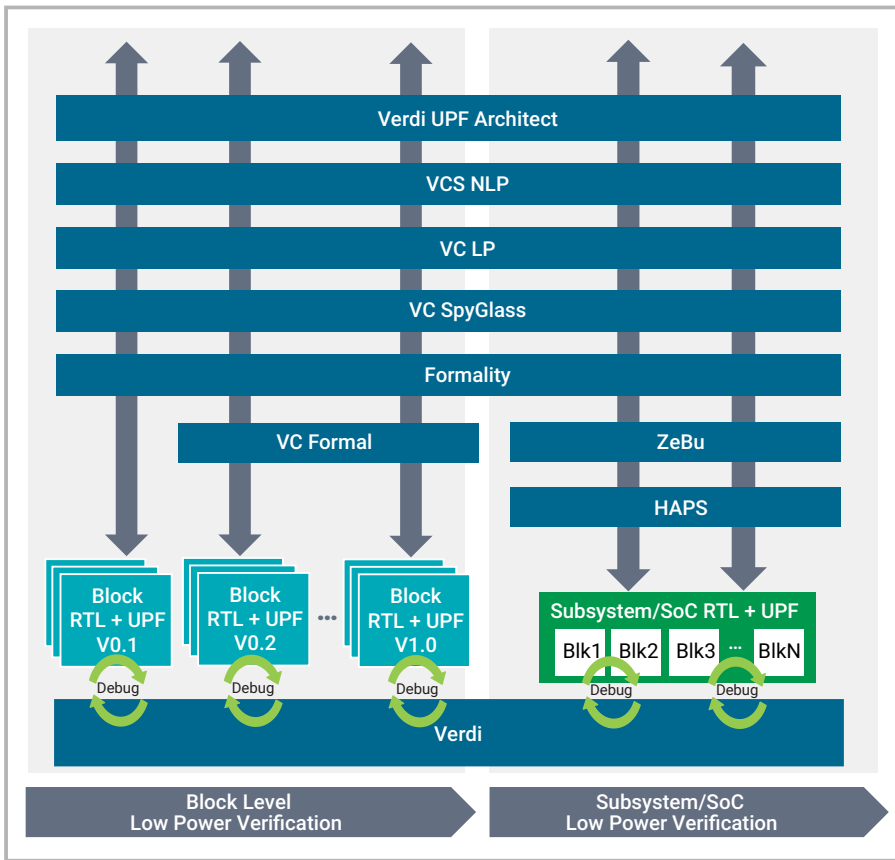 Verdi UPF Architect
VCS NLP
VC LP
VC SpyGlass
Formality
VC Formal
ZeBu
HAPS
Block
RTL + UPF
V0.1
Block
RTL + UPF
V0.2
...
Block
RTL + UPF
V1.0
Subsystem/SoC RTL + UPF
Blk1 Blk2 Blk3 ... BlkN
Debug Debug Debug Debug Debug
Verdi
Block Level
Low Power Verification
Subsystem/SoC
Low Power Verification